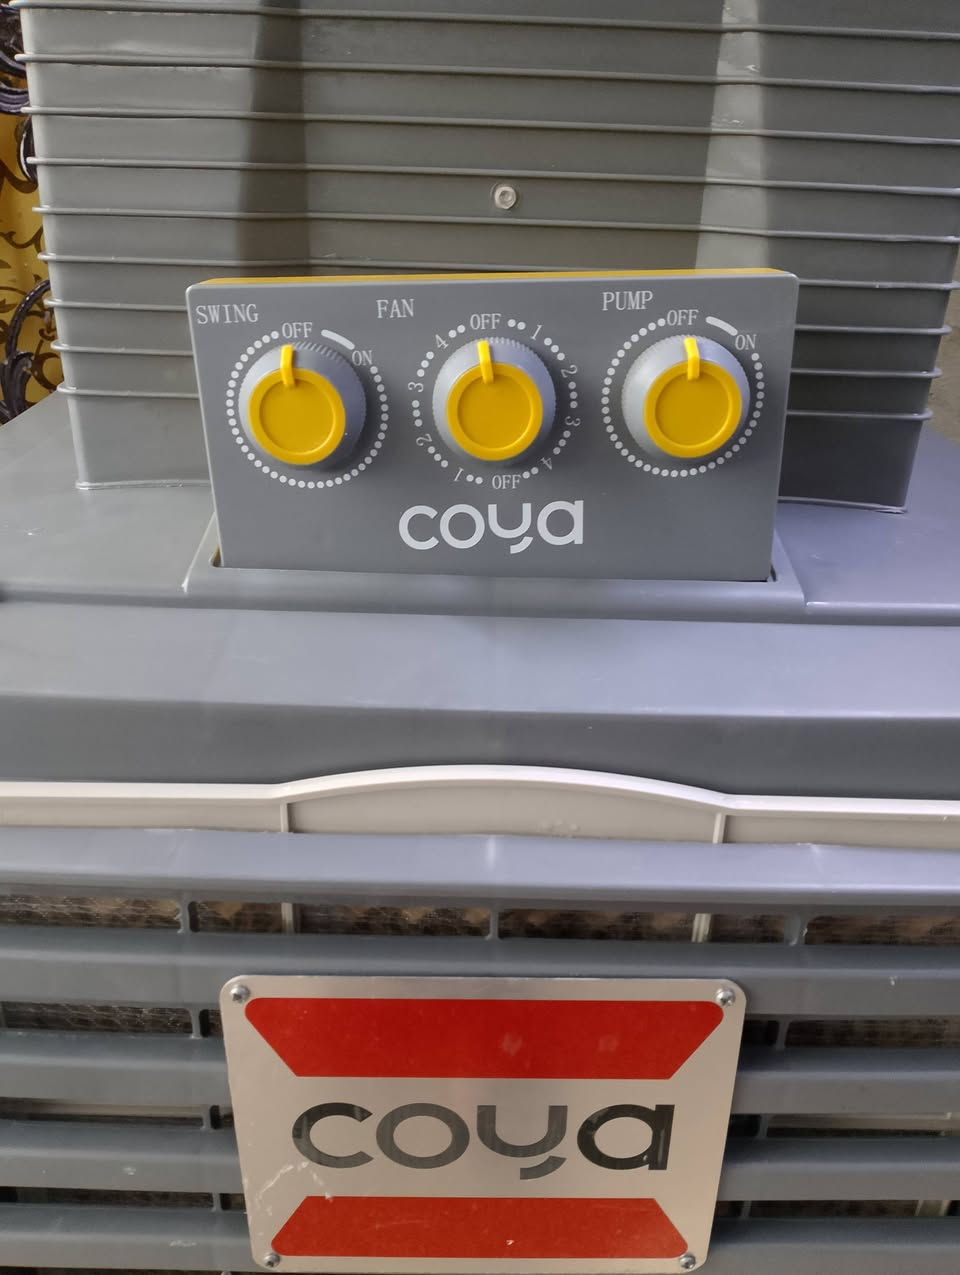 SWING FAN PUMP
OFF ON
OFF 1 2 3 4 OFF 1 2 3 4
OFF ON
coya
coya